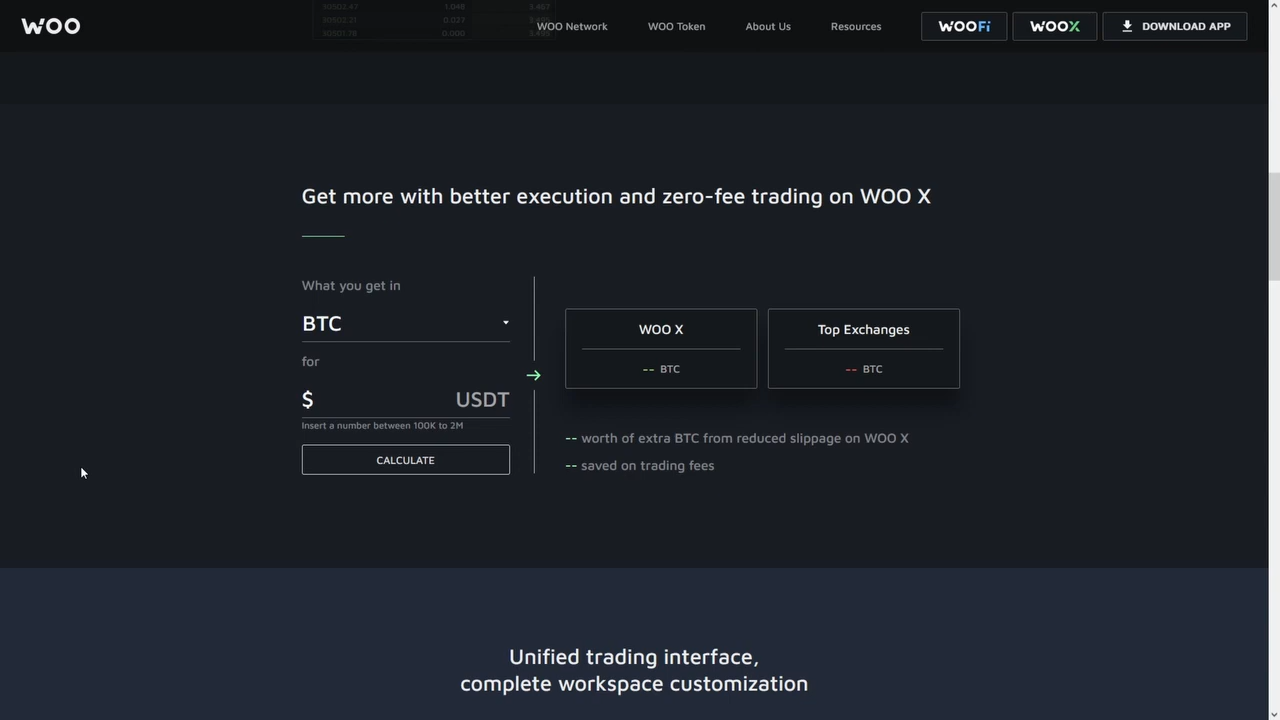 WOO
WOO Network
WOO Token
About Us
Resources
WOOFi
WOOX
DOWNLOAD APP
Get more with better execution and zero-fee trading on WOO X
What you get in
BTC
for
$ USDT
Insert a number between 100K to 2M
CALCULATE
WOO X
-- BTC
Top Exchanges
-- BTC
-- worth of extra BTC from reduced slippage on WOO X
-- saved on trading fees
Unified trading interface,
complete workspace customization